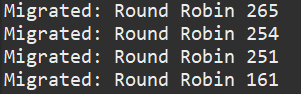 Migrated: Round Robin 265
Migrated: Round Robin 254
Migrated: Round Robin 251
Migrated: Round Robin 161